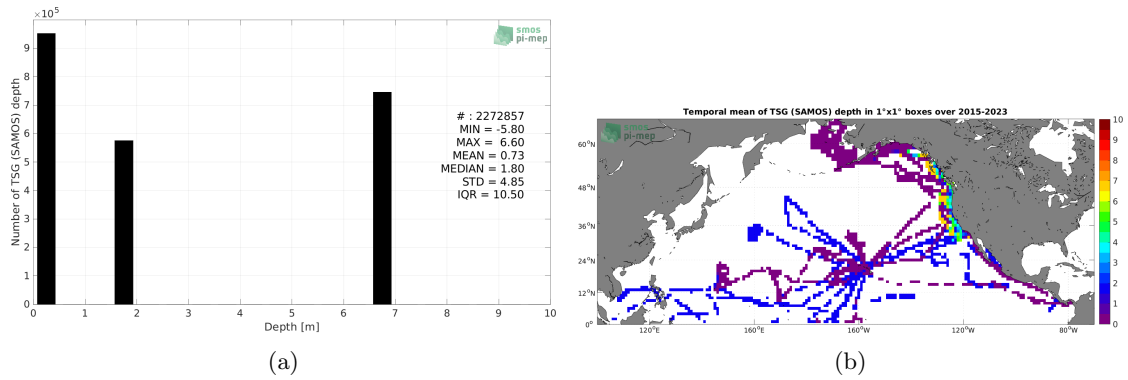 ×10⁵
smos
pi-mep
Number of TSG (SAMOS) depth
9
8
7
6
5
4
3
2
1
0
# : 2272857
MIN = -5.80
MAX = 6.60
MEAN = 0.73
MEDIAN = 1.80
STD = 4.85
IQR = 10.50
0 1 2 3 4 5 6 7 8 9 10
Depth [m]
(a)
Temporal mean of TSG (SAMOS) depth in 1°x1° boxes over 2015-2023
smos
pi-mep
60°N
48°N
36°N
24°N
12°N
0°
120°E 160°E 160°W 120°W 80°W
10
9
8
7
6
5
4
3
2
1
0
(b)